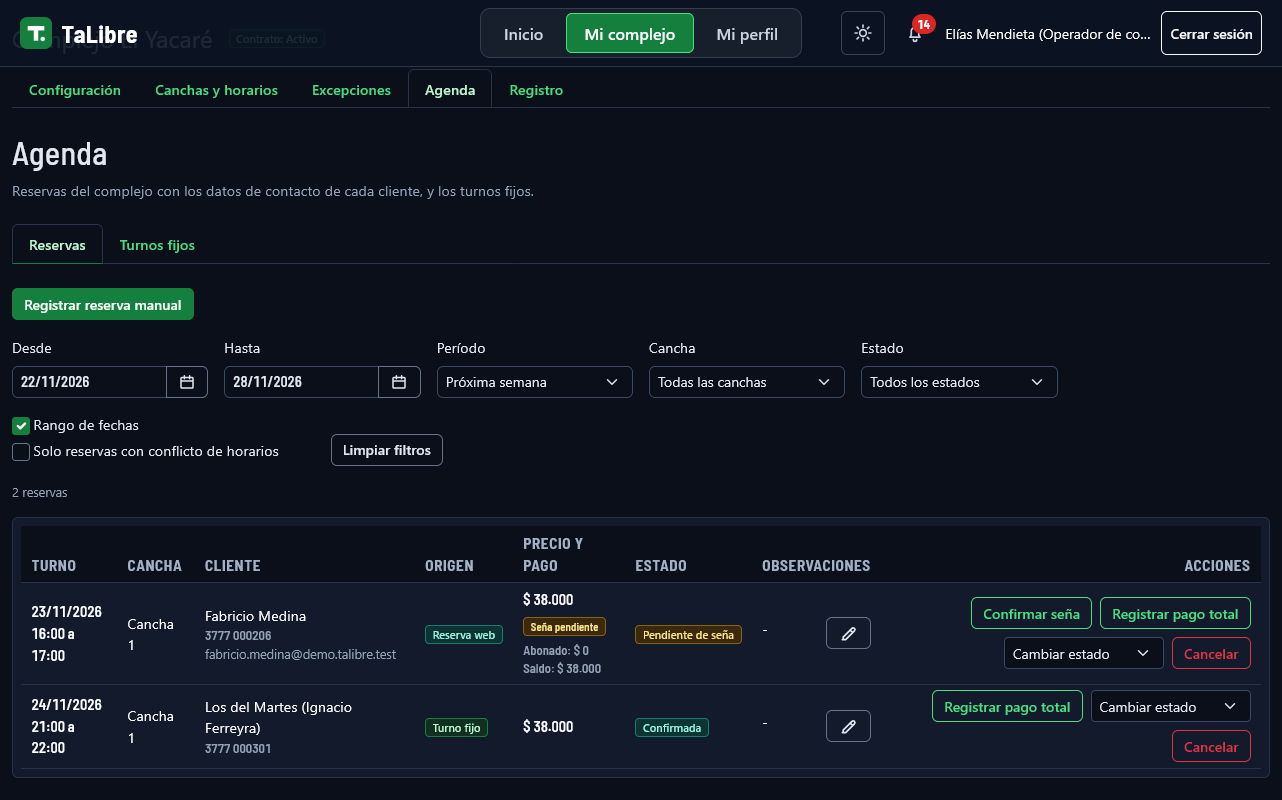 T. TaLibre
Complejo El Yacaré
Contrato: Activo
Inicio
Mi complejo
Mi perfil
14
Elías Mendieta (Operador de co...
Cerrar sesión
Configuración
Canchas y horarios
Excepciones
Agenda
Registro
Agenda
Reservas del complejo con los datos de contacto de cada cliente, y los turnos fijos.
Reservas
Turnos fijos
Registrar reserva manual
Desde
Hasta
Período
Cancha
Estado
22/11/2026
28/11/2026
Próxima semana
Todas las canchas
Todos los estados
Rango de fechas
Solo reservas con conflicto de horarios
Limpiar filtros
2 reservas
TURNO
CANCHA
CLIENTE
ORIGEN
PRECIO Y
PAGO
ESTADO
OBSERVACIONES
ACCIONES
23/11/2026
16:00 a
17:00
Cancha
1
Fabricio Medina
3777 000206
fabricio.medina@demo.talibre.test
Reserva web
$ 38.000
Seña pendiente
Abonado: $ 0
Saldo: $ 38.000
Pendiente de seña
-
Confirmar seña
Registrar pago total
Cambiar estado
Cancelar
24/11/2026
21:00 a
22:00
Cancha
1
Los del Martes (Ignacio
Ferreyra)
3777 000301
Turno fijo
$ 38.000
Confirmada
-
Registrar pago total
Cambiar estado
Cancelar